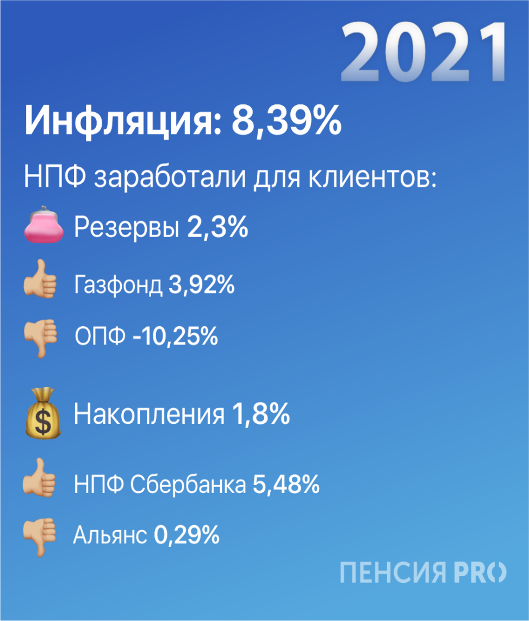 2021
Инфляция: 8,39%
НПФ заработали для клиентов:
Резервы 2,3%
Газфонд 3,92%
ОПФ -10,25%
$
Накопления 1,8%
НПФ Сбербанка 5,48%
Альянс 0,29%
ПЕНСИЯ PRO